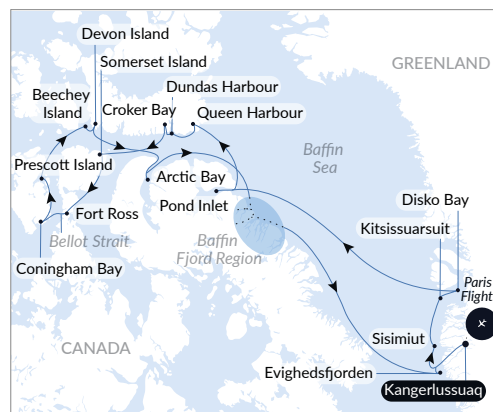 Devon Island
Somerset Island
GREENLAND
Dundas Harbour
Beechey
Island
Croker Bay
Queen Harbour
Baffin
Sea
Prescott Island
Arctic Bay
Disko Bay
Pond Inlet
Fort Ross
Kitsissuarsuit
Bellot Strait
Baffin
Fjord Region
Coningham Bay
Paris
Flight
CANADA
Sisimiut
Evighedsfjorden
Kangerlussuaq